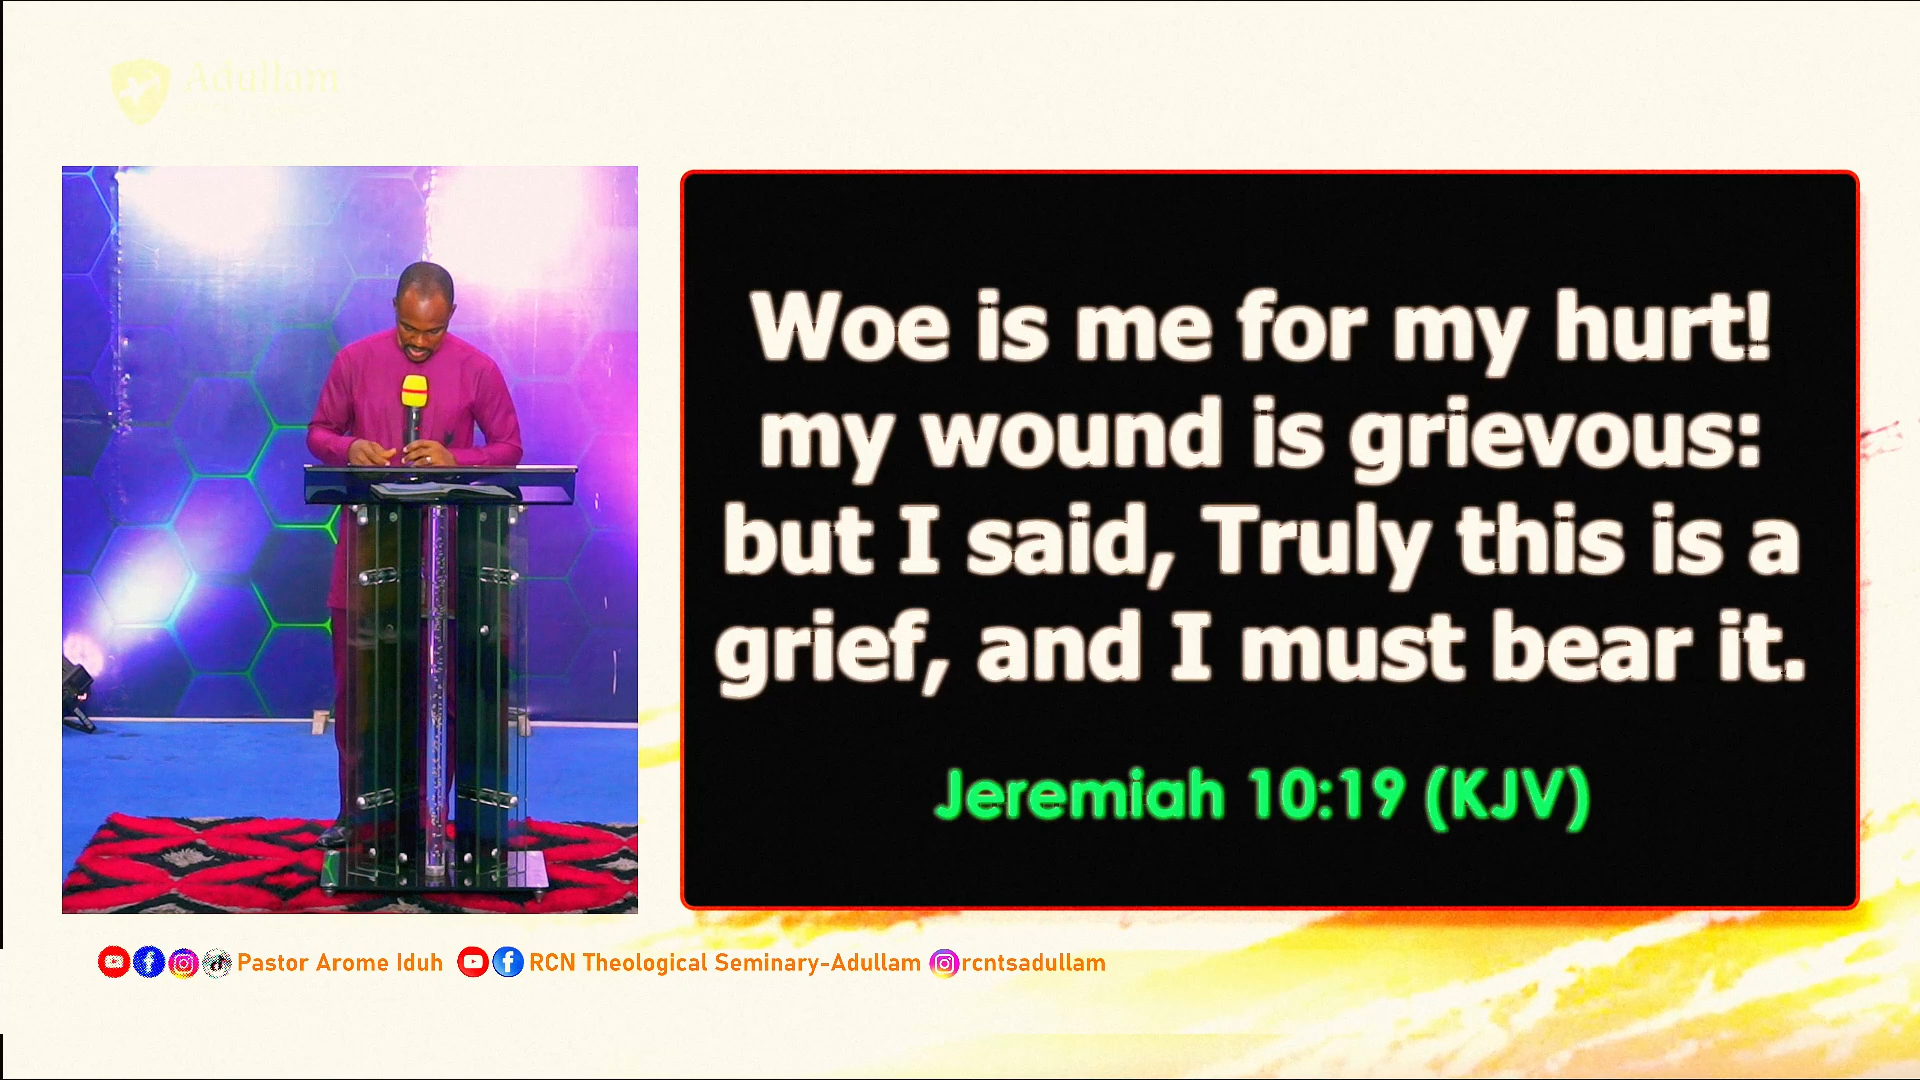 Adullam
Woe is me for my hurt!
my wound is grievous:
but I said, Truly this is a
grief, and I must bear it.
Jeremiah 10:19 (KJV)
Pastor Arome Iduh RCN Theological Seminary-Adullam rcntsadullam